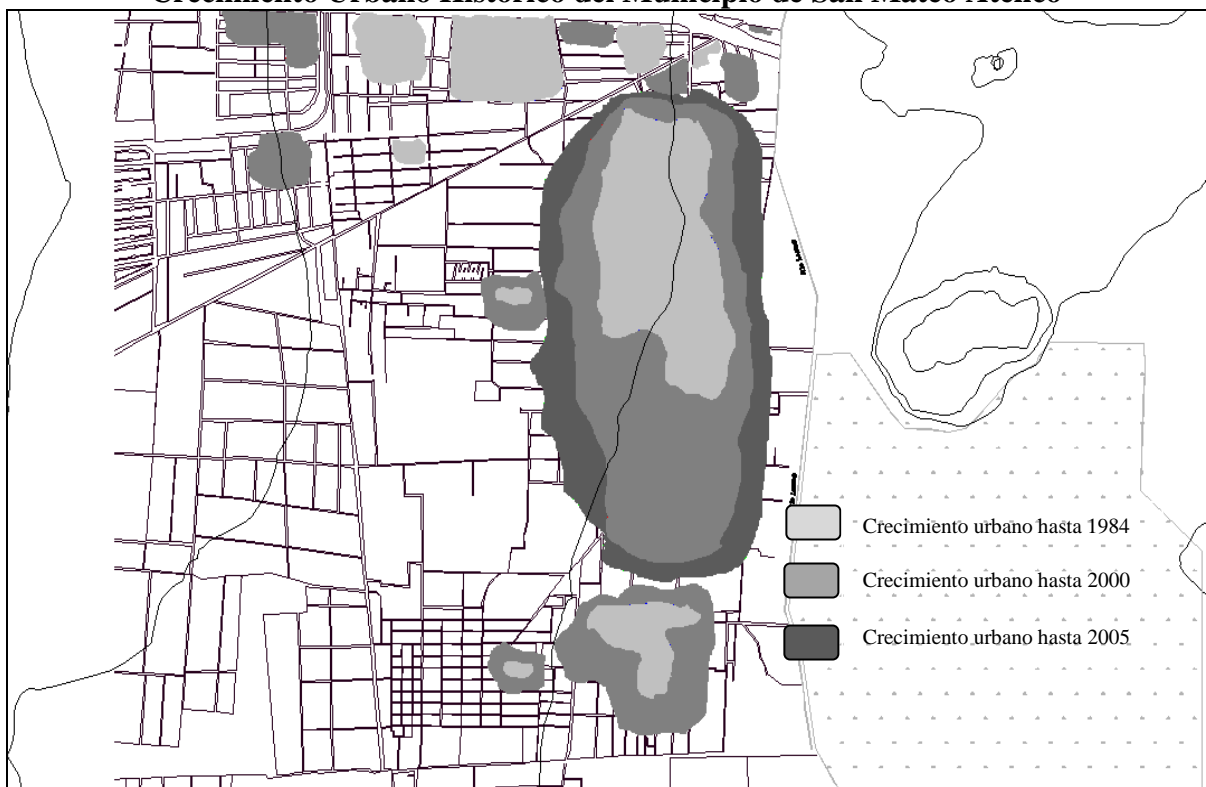 Crecimiento Urbano Histórico del Municipio de San Mateo Atenco
Crecimiento urbano hasta 1984
Crecimiento urbano hasta 2000
Crecimiento urbano hasta 2005